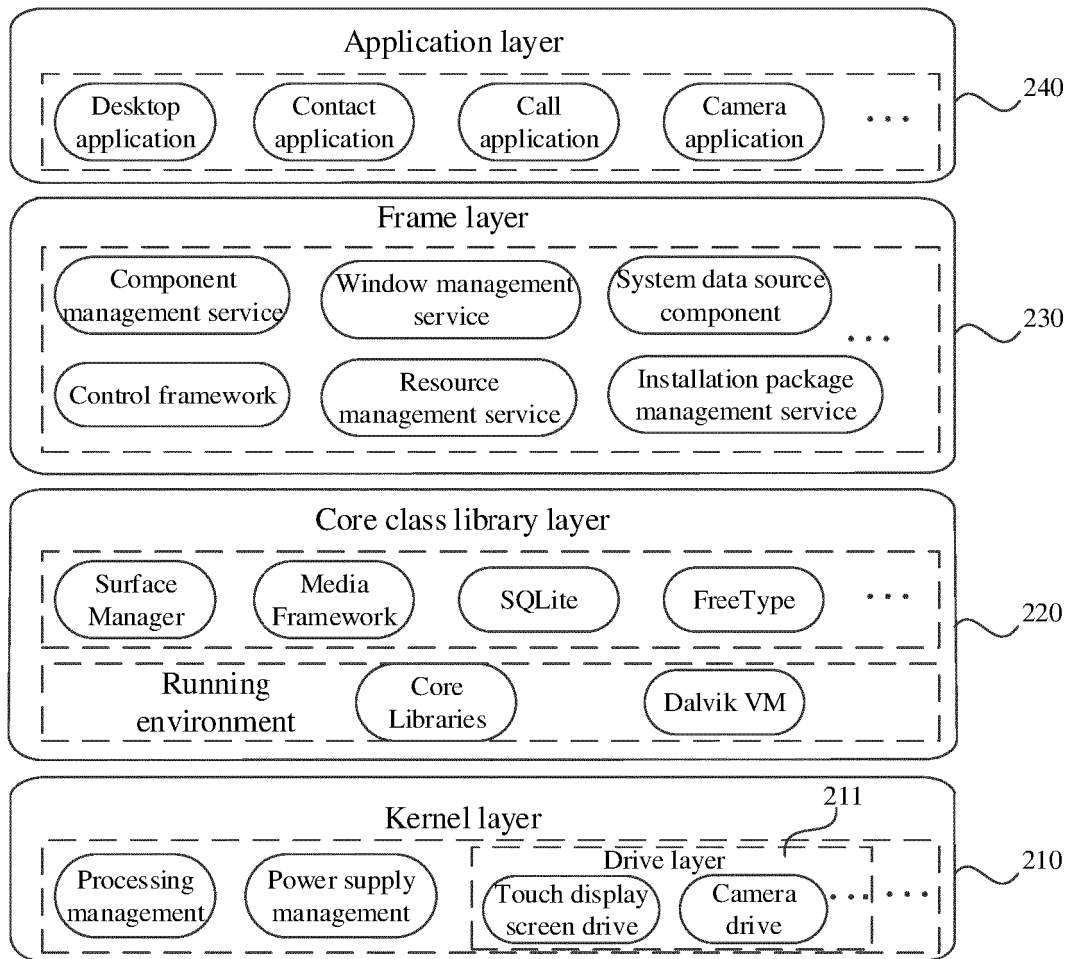 Application layer
Desktop application
Contact application
Call application
Camera application
...
240
Frame layer
Component management service
Window management service
System data source component
...
230
Control framework
Resource management service
Installation package management service
Core class library layer
Surface Manager
Media Framework
SQLite
FreeType
...
220
Running environment
Core Libraries
Dalvik VM
211
Kernel layer
Drive layer
210
Processing management
Power supply management
Touch display screen drive
Camera drive
...
...